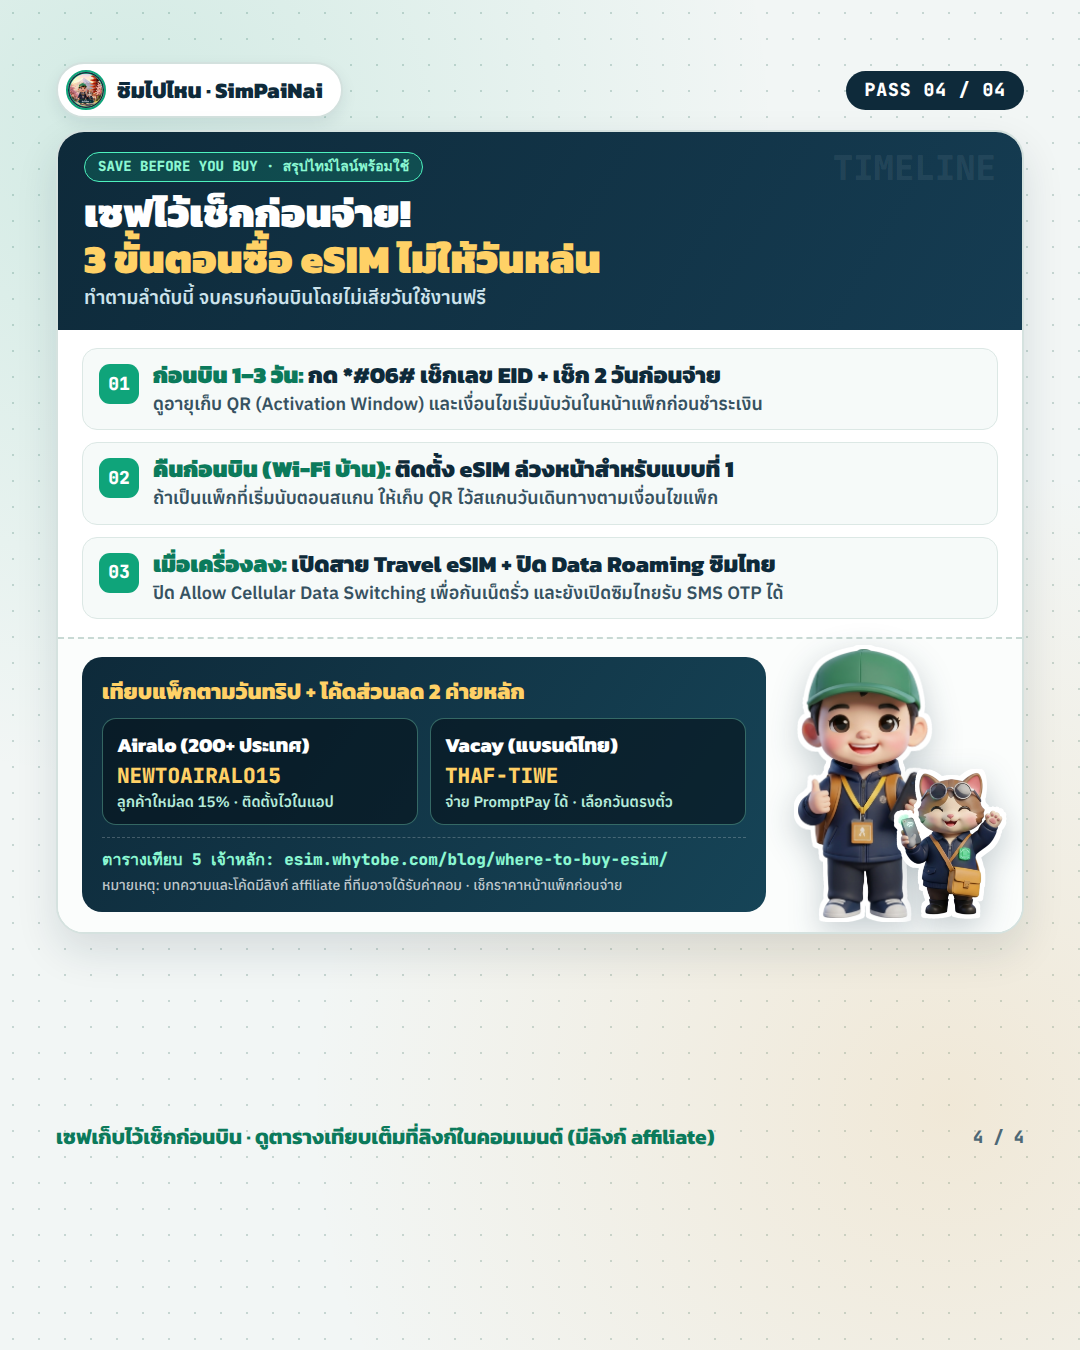 ซิมไปไหน · SimPaiNai
PASS 04 / 04
SAVE BEFORE YOU BUY · สรุปไทม์ไลน์พร้อมใช้
TIMELINE
เซฟไว้เช็กก่อนจ่าย!
3 ขั้นตอนซื้อ eSIM ไม่ให้วันหล่น
ทำตามลำดับนี้ จบครบก่อนบินโดยไม่เสียวันใช้งานฟรี
01
ก่อนบิน 1–3 วัน: กด *#06# เช็กเลข EID + เช็ก 2 วันก่อนจ่าย
ดูอายุเก็บ QR (Activation Window) และเงื่อนไขเริ่มนับวันในหน้าแพ็กก่อนชำระเงิน
02
คืนก่อนบิน (Wi-Fi บ้าน): ติดตั้ง eSIM ล่วงหน้าสำหรับแบบที่ 1
ถ้าเป็นแพ็กที่เริ่มนับตอนสแกน ให้เก็บ QR ไว้สแกนวันเดินทางตามเงื่อนไขแพ็ก
03
เมื่อเครื่องลง: เปิดสาย Travel eSIM + ปิด Data Roaming ซิมไทย
ปิด Allow Cellular Data Switching เพื่อกันเน็ตรั่ว และยังเปิดซิมไทยรับ SMS OTP ได้
เทียบแพ็กตามวันทริป + โค้ดส่วนลด 2 ค่ายหลัก
Airalo (200+ ประเทศ)
NEWTOAIRALO15
ลูกค้าใหม่ลด 15% · ติดตั้งไวในแอป
Vacay (แบรนด์ไทย)
THAF-TIWE
จ่าย PromptPay ได้ · เลือกวันตรงตั๋ว
ตารางเทียบ 5 เจ้าหลัก: esim.whytobe.com/blog/where-to-buy-esim/
หมายเหตุ: บทความและโค้ดมีลิงก์ affiliate ที่ทีมอาจได้รับค่าคอม · เช็กราคาหน้าแพ็กก่อนจ่าย
เซฟเก็บไว้เช็กก่อนบิน · ดูตารางเทียบเต็มที่ลิงก์ในคอมเมนต์ (มีลิงก์ affiliate)
4 / 4